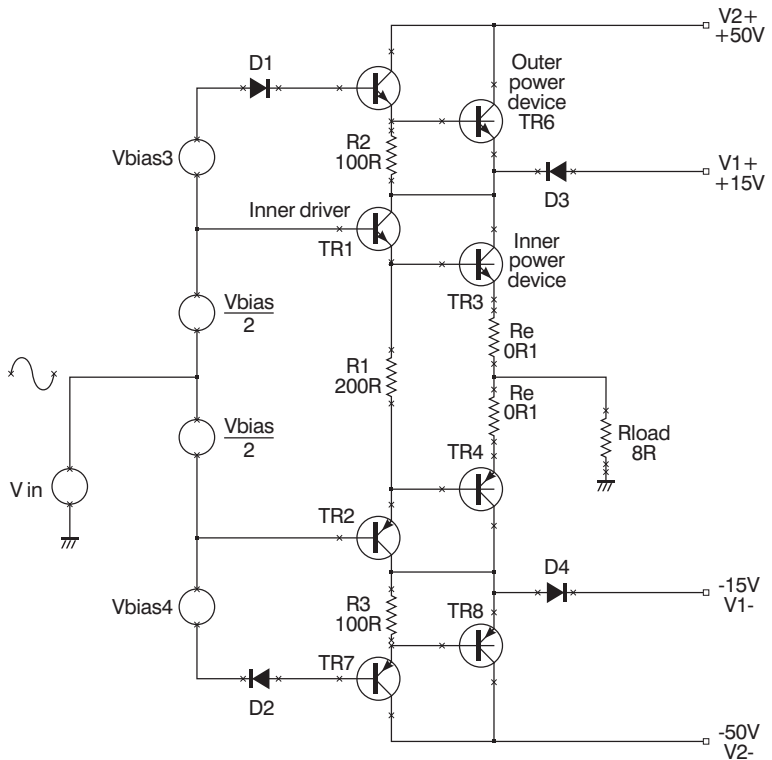 V2+
+50V
D1
Outer
power
device
TR6
R2
100R
Vbias3
V1+
+15V
D3
Inner driver
TR1
Inner
power
device
TR3
Vbias
2
Re
0R1
R1
200R
Re
0R1
Vbias
2
Rload
8R
TR4
V in
TR2
D4
-15V
V1-
Vbias4
R3
100R
TR8
TR7
D2
-50V
V2-